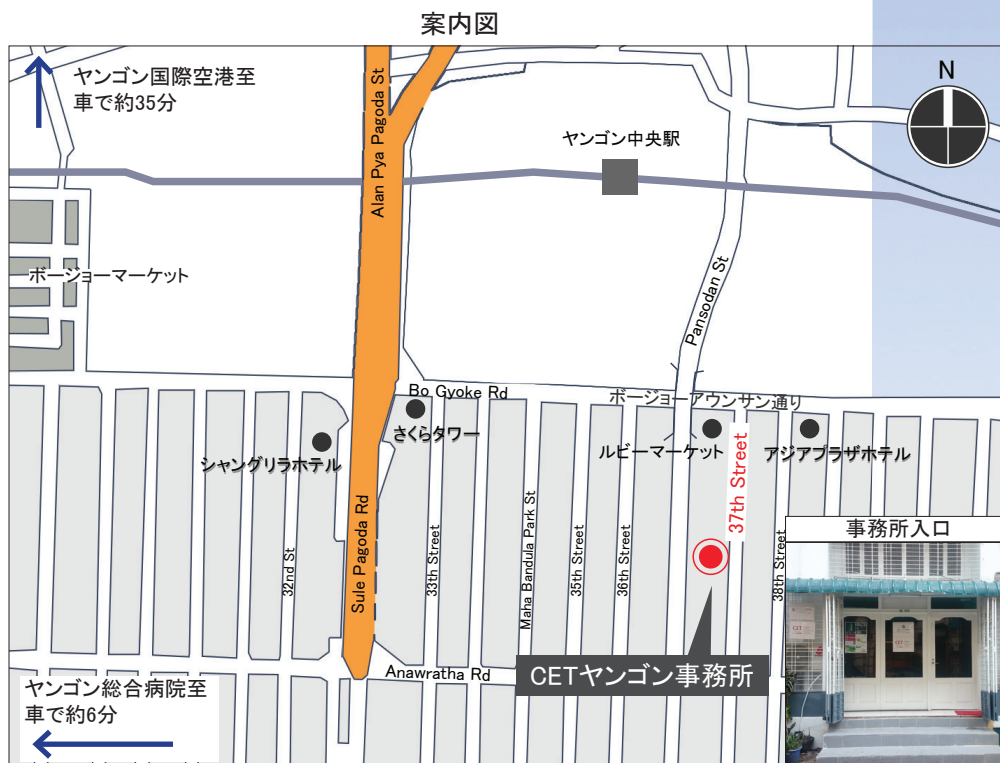 案内図
ヤンゴン国際空港至
車で約35分
Alan Pya Pagoda St
ヤンゴン中央駅
N
ボージョーマーケット
Pansodan St
Bo Gyoke Rd
ボージョーアウンサン通り
さくらタワー
シャングリラホテル
ルビーマーケット
アジアプラザホテル
37th Street
Sule Pagoda Rd
32nd St
33th Street
Maha Bandula Park St
35th Street
36th Street
38th Street
事務所入口
CET
CETヤンゴン事務所
Anawratha Rd
ヤンゴン総合病院至
車で約6分